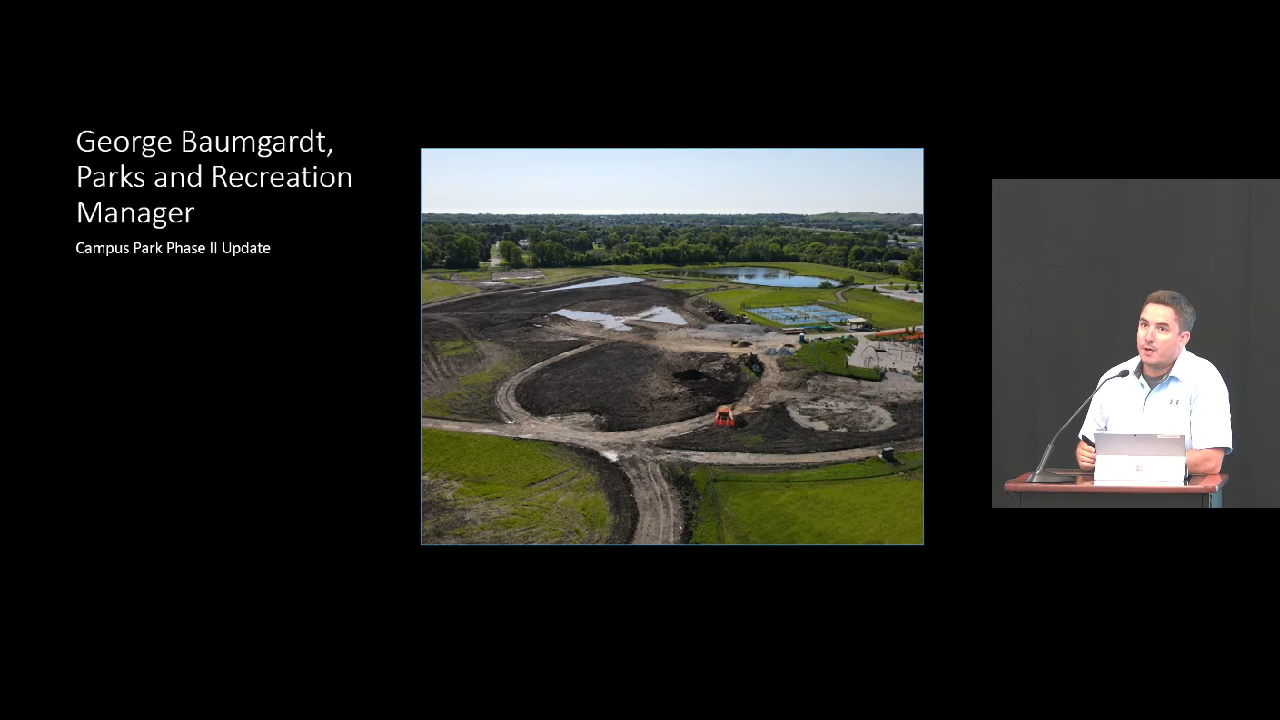 George Baumgardt,
Parks and Recreation
Manager
Campus Park Phase II Update